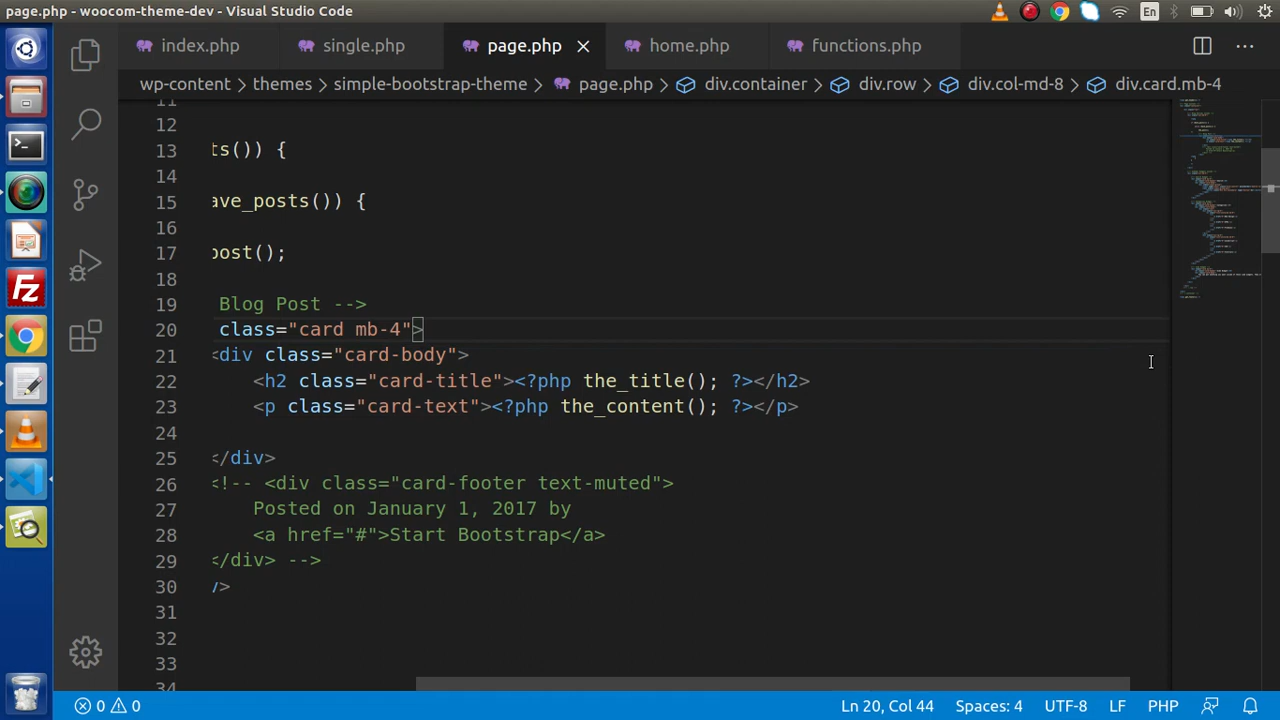 page.php - woocom-theme-dev - Visual Studio Code
En
index.php single.php page.php home.php functions.php
wp-content > themes > simple-bootstrap-theme > page.php > div.container > div.row > div.col-md-8 > div.card.mb-4
11
12
13 ts()) {
14
15 ave_posts()) {
16
17 post();
18
19 Blog Post -->
20 class="card mb-4">
21 <div class="card-body">
22 <h2 class="card-title"><?php the_title(); ?></h2>
23 <p class="card-text"><?php the_content(); ?></p>
24
25 </div>
26 <!-- <div class="card-footer text-muted">
27 Posted on January 1, 2017 by
28 <a href="#">Start Bootstrap</a>
29 </div> -->
30 v>
31
32
33
34
0 0 Ln 20, Col 44 Spaces: 4 UTF-8 LF PHP